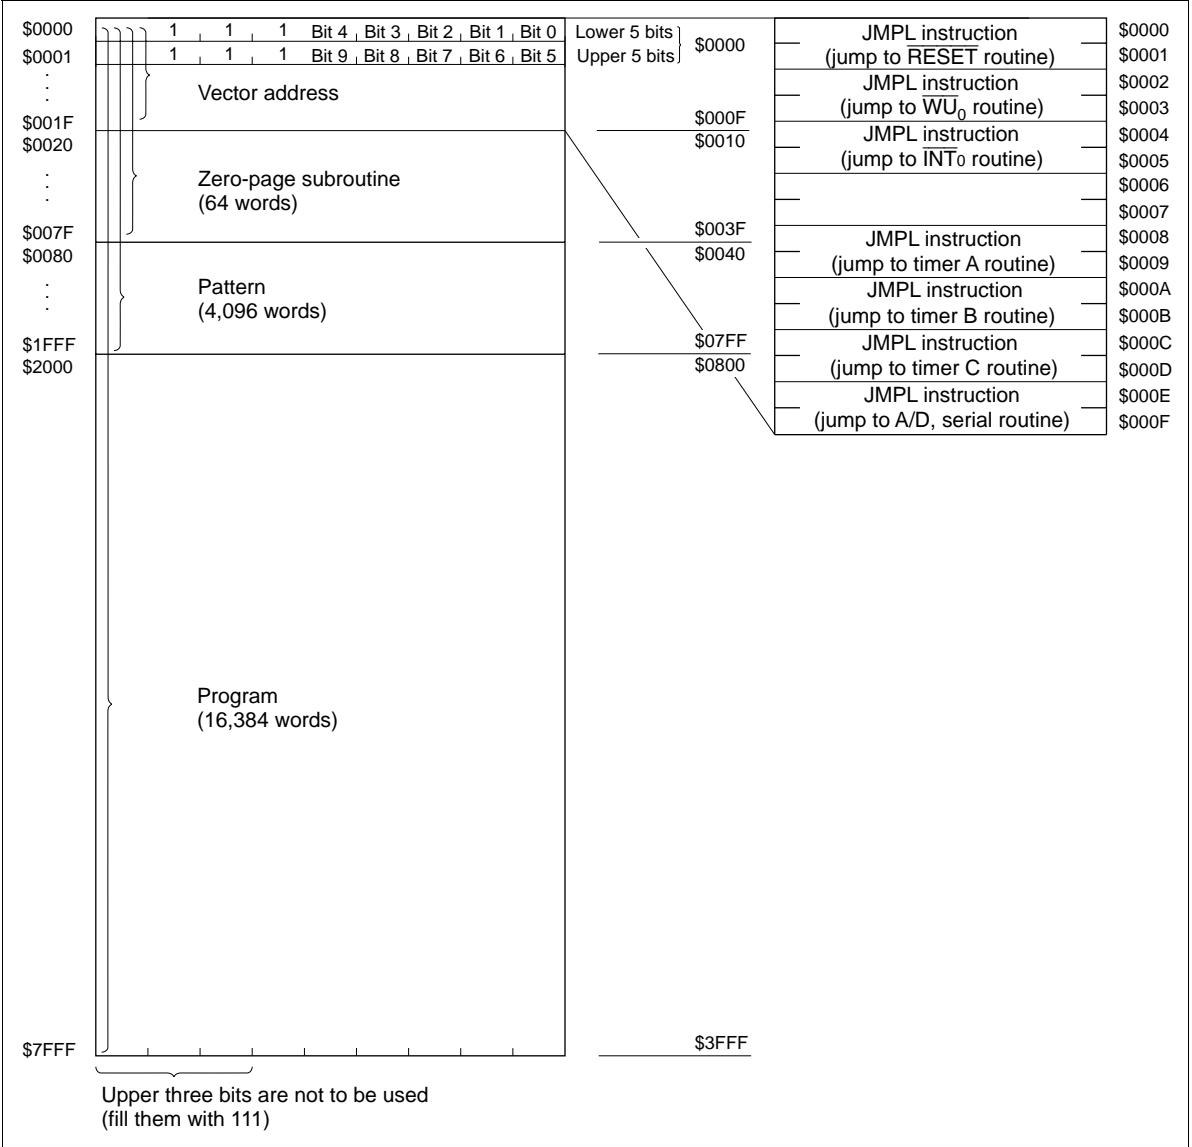 $0000 1 1 1 Bit 4 Bit 3 Bit 2 Bit 1 Bit 0 Lower 5 bits
$0001 1 1 1 Bit 9 Bit 8 Bit 7 Bit 6 Bit 5 Upper 5 bits
$0000
.
.
.
Vector address
$001F
$000F
$0020
$0010
.
.
.
Zero-page subroutine
(64 words)
$007F
$003F
$0080
$0040
.
.
.
Pattern
(4,096 words)
$1FFF
$07FF
$2000
$0800
Program
(16,384 words)
$7FFF
$3FFF
Upper three bits are not to be used
(fill them with 111)
JMPL instruction $0000
(jump to R̅E̅S̅E̅T̅ routine) $0001
JMPL instruction $0002
(jump to W̅U̅₀ routine) $0003
JMPL instruction $0004
(jump to I̅N̅T̅0 routine) $0005
$0006
$0007
JMPL instruction $0008
(jump to timer A routine) $0009
JMPL instruction $000A
(jump to timer B routine) $000B
JMPL instruction $000C
(jump to timer C routine) $000D
JMPL instruction $000E
(jump to A/D, serial routine) $000F